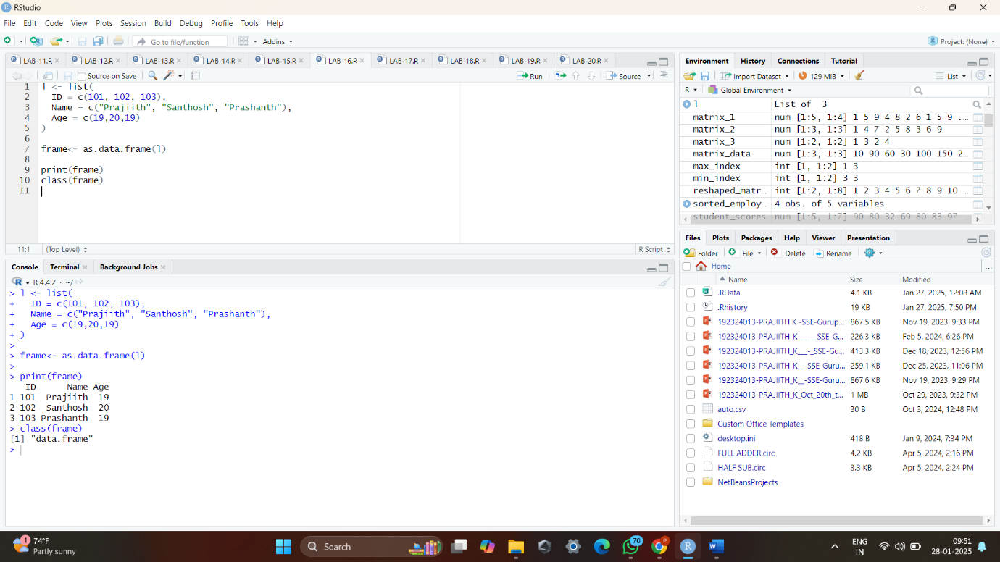 RStudio
File Edit Code View Plots Session Build Debug Profile Tools Help
Go to file/function Addins Project: (None)
LAB-11.R LAB-12.R LAB-13.R LAB-14.R LAB-15.R LAB-16.R LAB-17.R LAB-18.R LAB-19.R LAB-20.R
Source on Save Run Source
1 l <- list(
2 ID = c(101, 102, 103),
3 Name = c("Prajiith", "Santhosh", "Prashanth"),
4 Age = c(19,20,19)
5 )
6
7 frame<- as.data.frame(l)
8
9 print(frame)
10 class(frame)
11
11:1 (Top Level) R Script
Console Terminal Background Jobs
R 4.4.2 · ~/
> l <- list(
+ ID = c(101, 102, 103),
+ Name = c("Prajiith", "Santhosh", "Prashanth"),
+ Age = c(19,20,19)
+ )
>
> frame<- as.data.frame(l)
>
> print(frame)
ID Name Age
1 101 Prajiith 19
2 102 Santhosh 20
3 103 Prashanth 19
> class(frame)
[1] "data.frame"
>
Environment History Connections Tutorial
Import Dataset 129 MiB List
R Global Environment
l List of 3
matrix_1 num [1:5, 1:4] 1 5 9 4 8 2 6 1 5 9 ...
matrix_2 num [1:3, 1:3] 1 4 7 2 5 8 3 6 9
matrix_3 num [1:2, 1:2] 1 3 2 4
matrix_data num [1:3, 1:3] 10 90 60 30 100 150 2...
max_index int [1, 1:2] 1 3
min_index int [1, 1:2] 3 3
reshaped_matr... int [1:2, 1:8] 1 2 3 4 5 6 7 8 9 10 ...
sorted_employ... 4 obs. of 5 variables
student_scores num [1:5, 1:7] 90 80 32 69 80 83 97 ...
Files Plots Packages Help Viewer Presentation
Folder File Delete Rename
Home ...
Name Size Modified
.RData 4.1 KB Jan 27, 2025, 12:08 AM
.Rhistory 19 KB Jan 27, 2025, 7:50 PM
192324013-PRAJIITH K -SSE-Gurup... 867.5 KB Nov 19, 2023, 9:33 PM
192324013-PRAJIITH_K______SSE-G... 226.3 KB Feb 5, 2024, 6:26 PM
192324013-PRAJIITH_K___-_SSE-Gu... 413.3 KB Dec 18, 2023, 12:56 PM
192324013-PRAJIITH_K__-SSE-Guru... 259.1 KB Dec 25, 2023, 11:06 PM
192324013-PRAJIITH_K__-SSE-Guru... 867.6 KB Nov 19, 2023, 9:29 PM
192324013-PRAJIITH_K_Oct_20th_t... 1 MB Oct 29, 2023, 9:32 PM
auto.csv 30 B Oct 3, 2024, 12:48 PM
Custom Office Templates
desktop.ini 418 B Jan 9, 2024, 7:34 PM
FULL ADDER.circ 4.2 KB Apr 5, 2024, 2:16 PM
HALF SUB.circ 3.3 KB Apr 5, 2024, 2:24 PM
NetBeansProjects
1 74°F
Partly sunny
Search
70
P
ENG
IN
09:51
28-01-2025